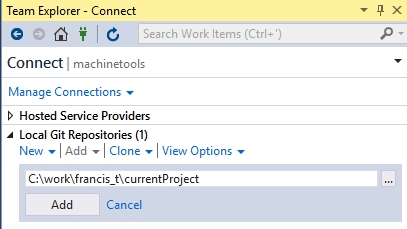 Team Explorer - Connect
Search Work Items (Ctrl+')
Connect | machinetools
Manage Connections
Hosted Service Providers
Local Git Repositories (1)
New | Add | Clone | View Options
C:\work\francis_t\currentProject ...
Add Cancel